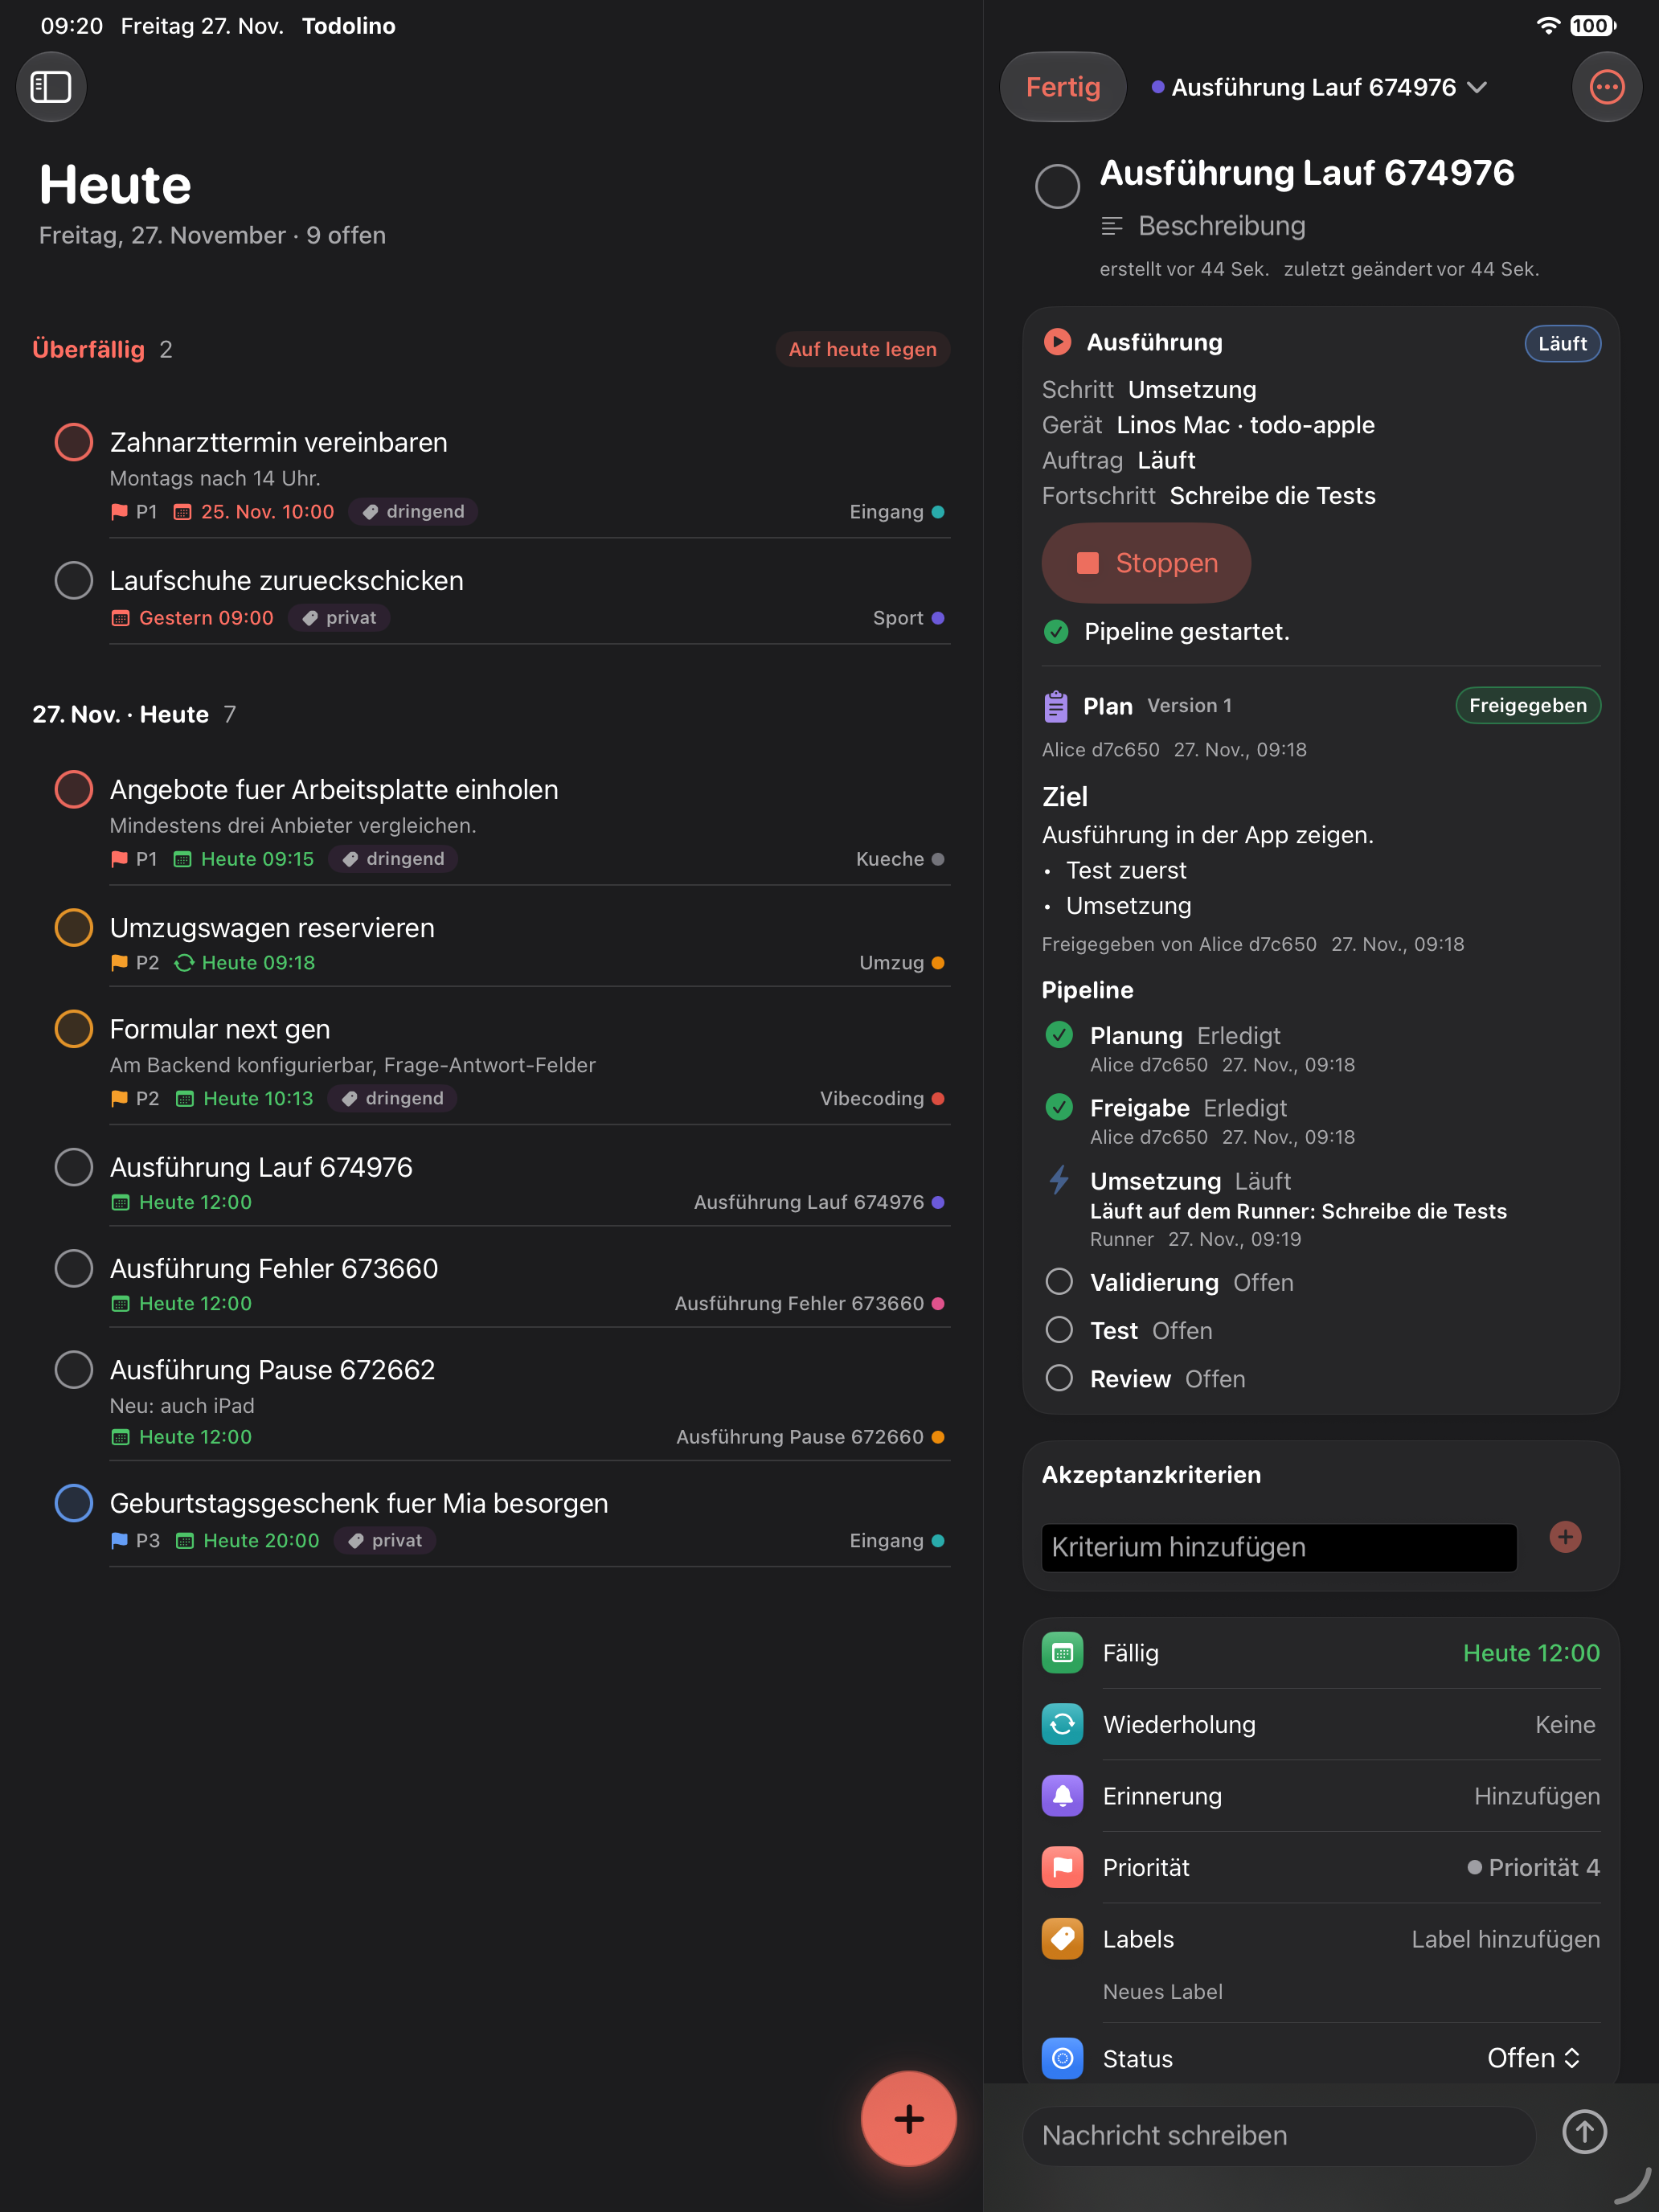 09:20 Freitag 27. Nov. Todolino
100
Heute
Freitag, 27. November · 9 offen
Überfällig 2
Auf heute legen
Zahnarzttermin vereinbaren
Montags nach 14 Uhr.
P1 25. Nov. 10:00 dringend Eingang
Laufschuhe zurueckschicken
Gestern 09:00 privat Sport
27. Nov. · Heute 7
Angebote fuer Arbeitsplatte einholen
Mindestens drei Anbieter vergleichen.
P1 Heute 09:15 dringend Kueche
Umzugswagen reservieren
P2 Heute 09:18 Umzug
Formular next gen
Am Backend konfigurierbar, Frage-Antwort-Felder
P2 Heute 10:13 dringend Vibecoding
Ausführung Lauf 674976
Heute 12:00 Ausführung Lauf 674976
Ausführung Fehler 673660
Heute 12:00 Ausführung Fehler 673660
Ausführung Pause 672662
Neu: auch iPad
Heute 12:00 Ausführung Pause 672660
Geburtstagsgeschenk fuer Mia besorgen
P3 Heute 20:00 privat Eingang
Fertig Ausführung Lauf 674976
Ausführung Lauf 674976
Beschreibung
erstellt vor 44 Sek. zuletzt geändert vor 44 Sek.
Ausführung Läuft
Schritt Umsetzung
Gerät Linos Mac · todo-apple
Auftrag Läuft
Fortschritt Schreibe die Tests
Stoppen
Pipeline gestartet.
Plan Version 1 Freigegeben
Alice d7c650 27. Nov., 09:18
Ziel
Ausführung in der App zeigen.
• Test zuerst
• Umsetzung
Freigegeben von Alice d7c650 27. Nov., 09:18
Pipeline
Planung Erledigt
Alice d7c650 27. Nov., 09:18
Freigabe Erledigt
Alice d7c650 27. Nov., 09:18
Umsetzung Läuft
Läuft auf dem Runner: Schreibe die Tests
Runner 27. Nov., 09:19
Validierung Offen
Test Offen
Review Offen
Akzeptanzkriterien
Kriterium hinzufügen
Fällig Heute 12:00
Wiederholung Keine
Erinnerung Hinzufügen
Priorität Priorität 4
Labels Label hinzufügen
Neues Label
Status Offen
Nachricht schreiben